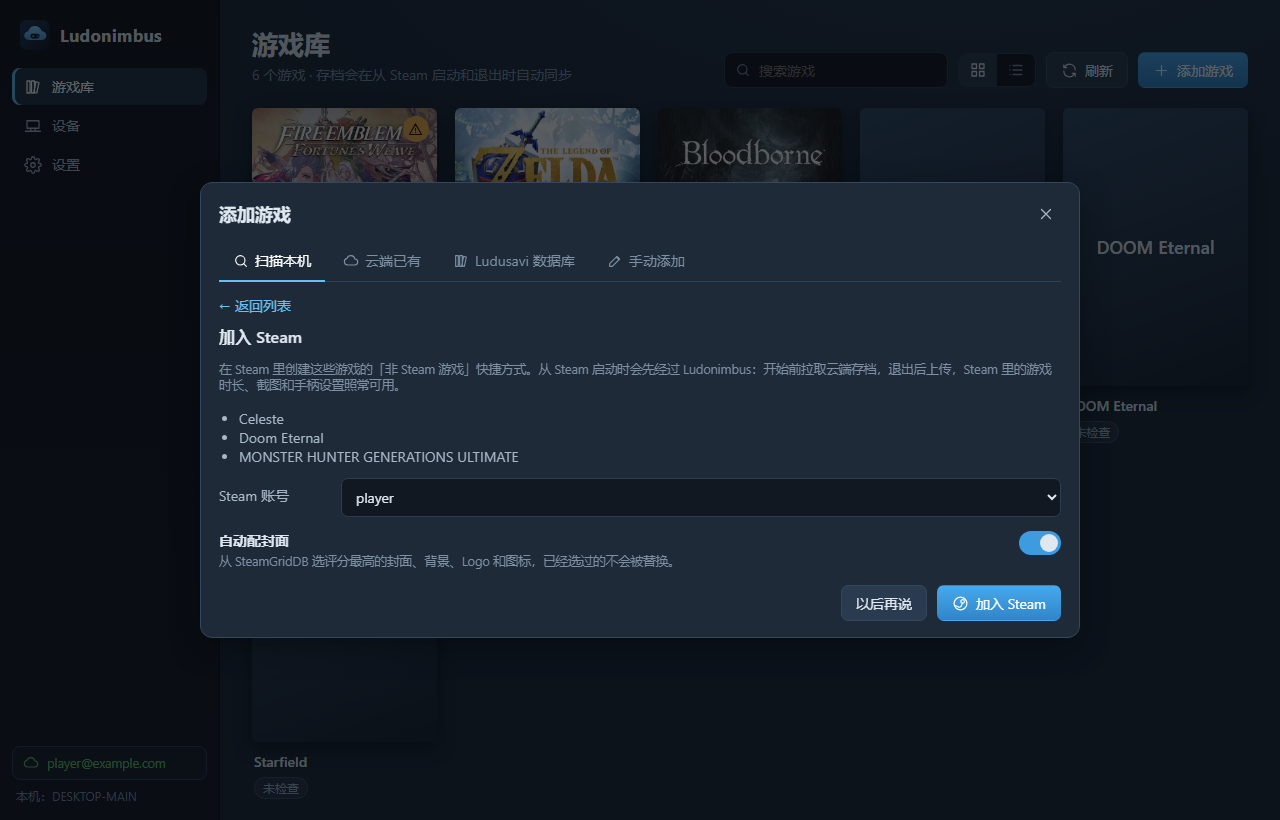 Ludonimbus
游戏库
设备
设置
player@example.com
本机：DESKTOP-MAIN
游戏库
6 个游戏 · 存档会在从 Steam 启动和退出时自动同步
搜索游戏
刷新
添加游戏
FIRE EMBLEM
FORTUNE'S WEAVE
THE LEGEND OF
ZELDA
Bloodborne
DOOM Eternal
DOOM Eternal
未检查
添加游戏
扫描本机
云端已有
Ludusavi 数据库
手动添加
← 返回列表
加入 Steam
在 Steam 里创建这些游戏的「非 Steam 游戏」快捷方式。从 Steam 启动时会先经过 Ludonimbus：开始前拉取云端存档，退出后上传，Steam 里的游戏
时长、截图和手柄设置照常可用。
Celeste
Doom Eternal
MONSTER HUNTER GENERATIONS ULTIMATE
Steam 账号
player
自动配封面
从 SteamGridDB 选评分最高的封面、背景、Logo 和图标，已经选过的不会被替换。
以后再说
加入 Steam
Starfield
未检查